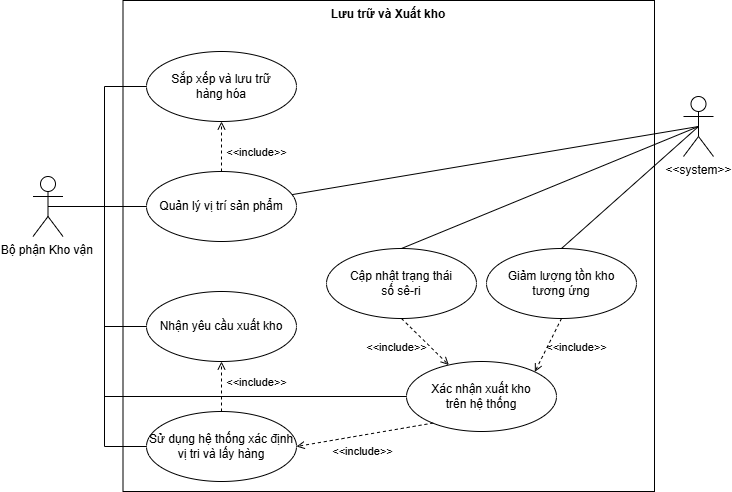 Lưu trữ và Xuất kho
Sắp xếp và lưu trữ
hàng hóa
<<include>>
<<system>>
Quản lý vị trí sản phẩm
Bộ phận Kho vận
Cập nhật trạng thái
số sê-ri
Giảm lượng tồn kho
tương ứng
Nhận yêu cầu xuất kho
<<include>>
<<include>>
<<include>>
Xác nhận xuất kho
trên hệ thống
Sử dụng hệ thống xác định
vị tri và lấy hàng
<<include>>